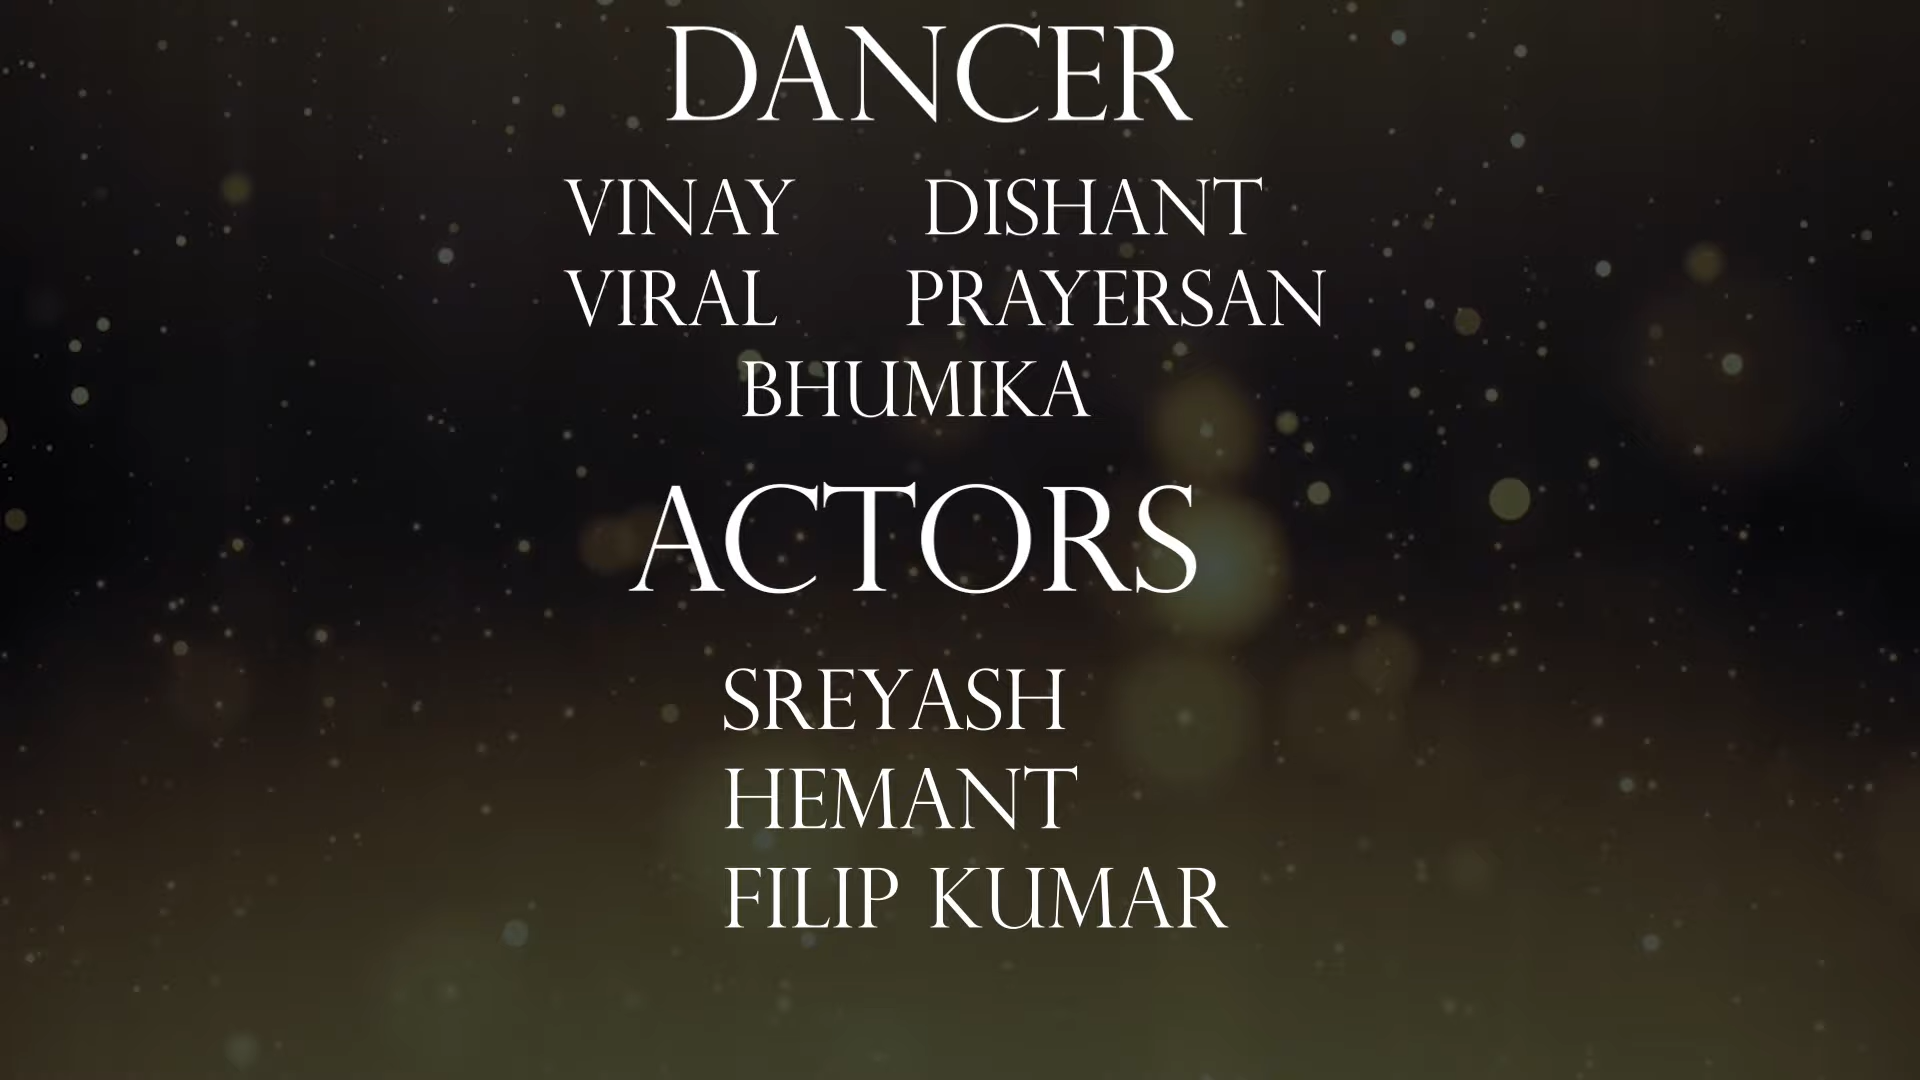 DANCER
VINAY DISHANT
VIRAL PRAYERSAN
BHUMIKA
ACTORS
SREYASH
HEMANT
FILIP KUMAR